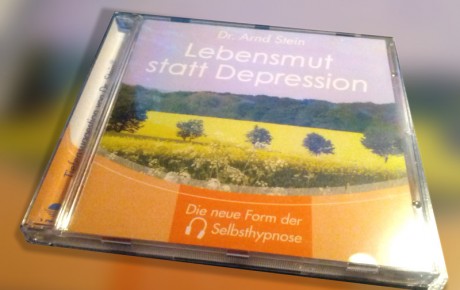 Dr. Arnd Stein
Lebensmut
statt Depression
Die neue Form der
Selbsthypnose